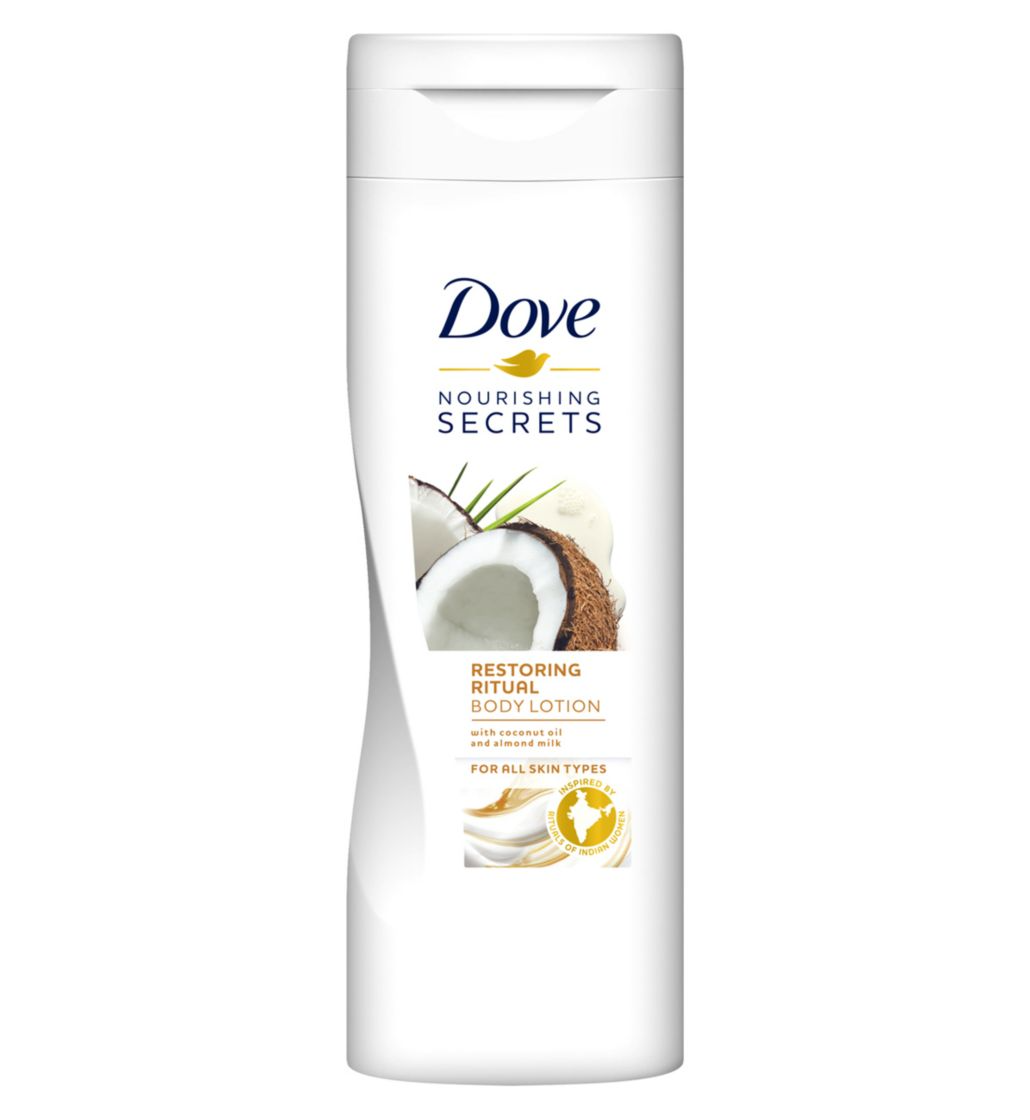 Dove
NOURISHING
SECRETS
RESTORING
RITUAL
BODY LOTION
with coconut oil
and almond milk
FOR ALL SKIN TYPES
INSPIRED BY
RITUALS OF INDIAN WOMEN